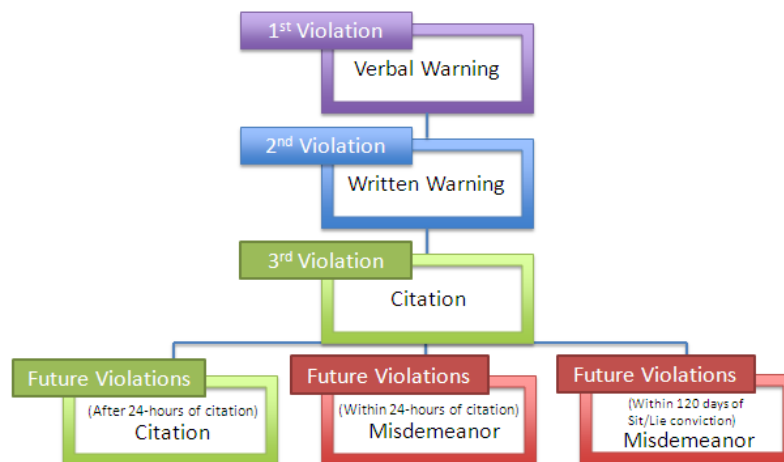 1st Violation
Verbal Warning
2nd Violation
Written Warning
3rd Violation
Citation
Future Violations
(After 24-hours of citation)
Citation
Future Violations
(Within 24-hours of citation)
Misdemeanor
Future Violations
(Within 120 days of
Sit/Lie conviction)
Misdemeanor